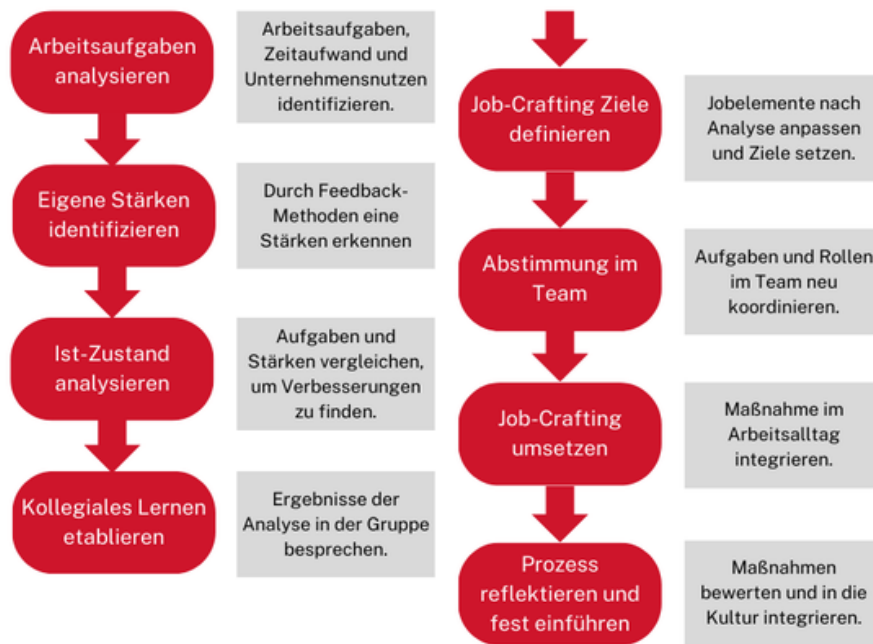 Arbeitsaufgaben
analysieren
Arbeitsaufgaben,
Zeitaufwand und
Unternehmensnutzen
identifizieren.
Eigene Stärken
identifizieren
Durch Feedback-
Methoden eine
Stärken erkennen
Ist-Zustand
analysieren
Aufgaben und
Stärken vergleichen,
um Verbesserungen
zu finden.
Kollegiales Lernen
etablieren
Ergebnisse der
Analyse in der Gruppe
besprechen.
Job-Crafting Ziele
definieren
Jobelemente nach
Analyse anpassen
und Ziele setzen.
Abstimmung im
Team
Aufgaben und Rollen
im Team neu
koordinieren.
Job-Crafting
umsetzen
Maßnahme im
Arbeitsalltag
integrieren.
Prozess
reflektieren und
fest einführen
Maßnahmen
bewerten und in die
Kultur integrieren.